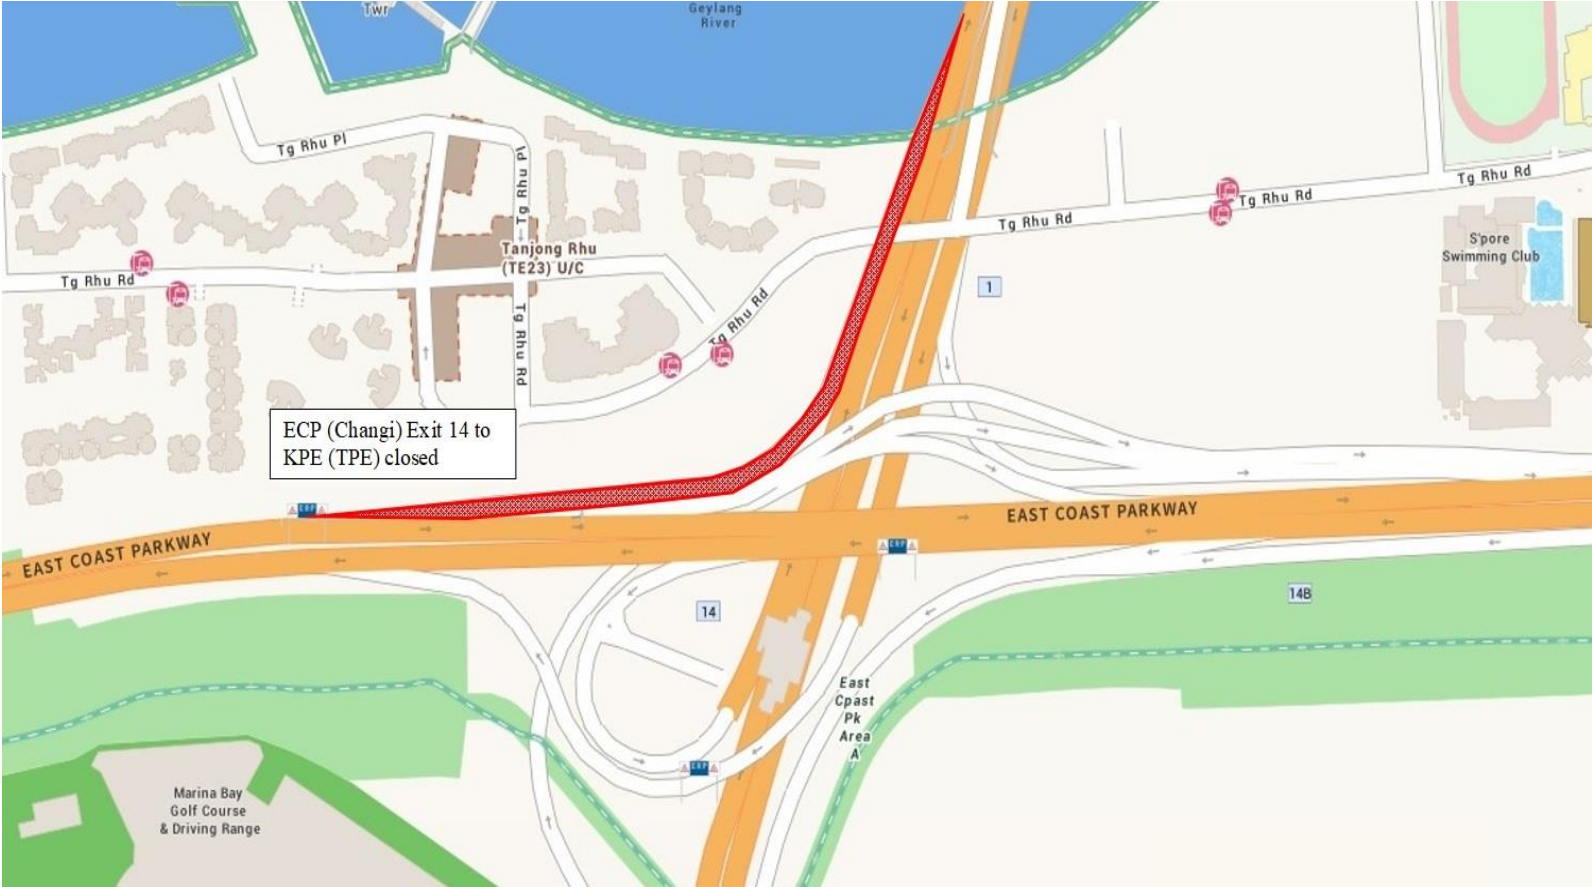 Twr
Geylang
River
Tg Rhu Pl
Tg Rhu Pl
Tg Rhu Rd
Tg Rhu Rd
Tg Rhu Rd
S'pore
Swimming Club
Tanjong Rhu
(TE23) U/C
Tg Rhu Rd
1
Tg Rhu Rd
Tg Rhu Rd
ECP (Changi) Exit 14 to
KPE (TPE) closed
ERP
EAST COAST PARKWAY
EAST COAST PARKWAY
ERP
14
14B
East
Cpast
Pk
Area
A
ERP
Marina Bay
Golf Course
& Driving Range